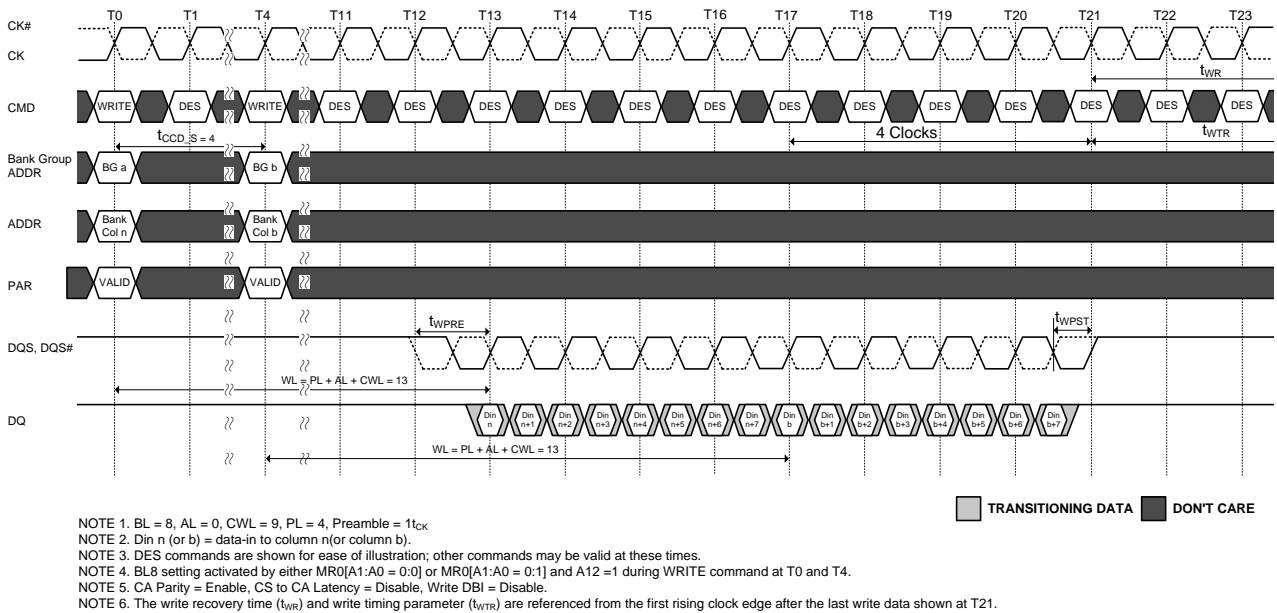 T0 T1 T4 T11 T12 T13 T14 T15 T16 T17 T18 T19 T20 T21 T22 T23
CK#
CK
tWR
CMD
WRITE DES WRITE DES DES DES DES DES DES DES DES DES DES DES DES DES
tCCD_S = 4
4 Clocks
tWTR
Bank Group
ADDR
BG a BG b
ADDR
Bank
Col n
Bank
Col b
PAR
VALID VALID
tWPRE
tWPST
DQS, DQS#
WL = PL + AL + CWL = 13
DQ
Din
n
Din
n+1
Din
n+2
Din
n+3
Din
n+4
Din
n+5
Din
n+6
Din
n+7
Din
b
Din
b+1
Din
b+2
Din
b+3
Din
b+4
Din
b+5
Din
b+6
Din
b+7
WL = PL + AL + CWL = 13
TRANSITIONING DATA DON'T CARE
NOTE 1. BL = 8, AL = 0, CWL = 9, PL = 4, Preamble = 1tCK
NOTE 2. Din n (or b) = data-in to column n(or column b).
NOTE 3. DES commands are shown for ease of illustration; other commands may be valid at these times.
NOTE 4. BL8 setting activated by either MR0[A1:A0 = 0:0] or MR0[A1:A0 = 0:1] and A12 =1 during WRITE command at T0 and T4.
NOTE 5. CA Parity = Enable, CS to CA Latency = Disable, Write DBI = Disable.
NOTE 6. The write recovery time (tWR) and write timing parameter (tWTR) are referenced from the first rising clock edge after the last write data shown at T21.